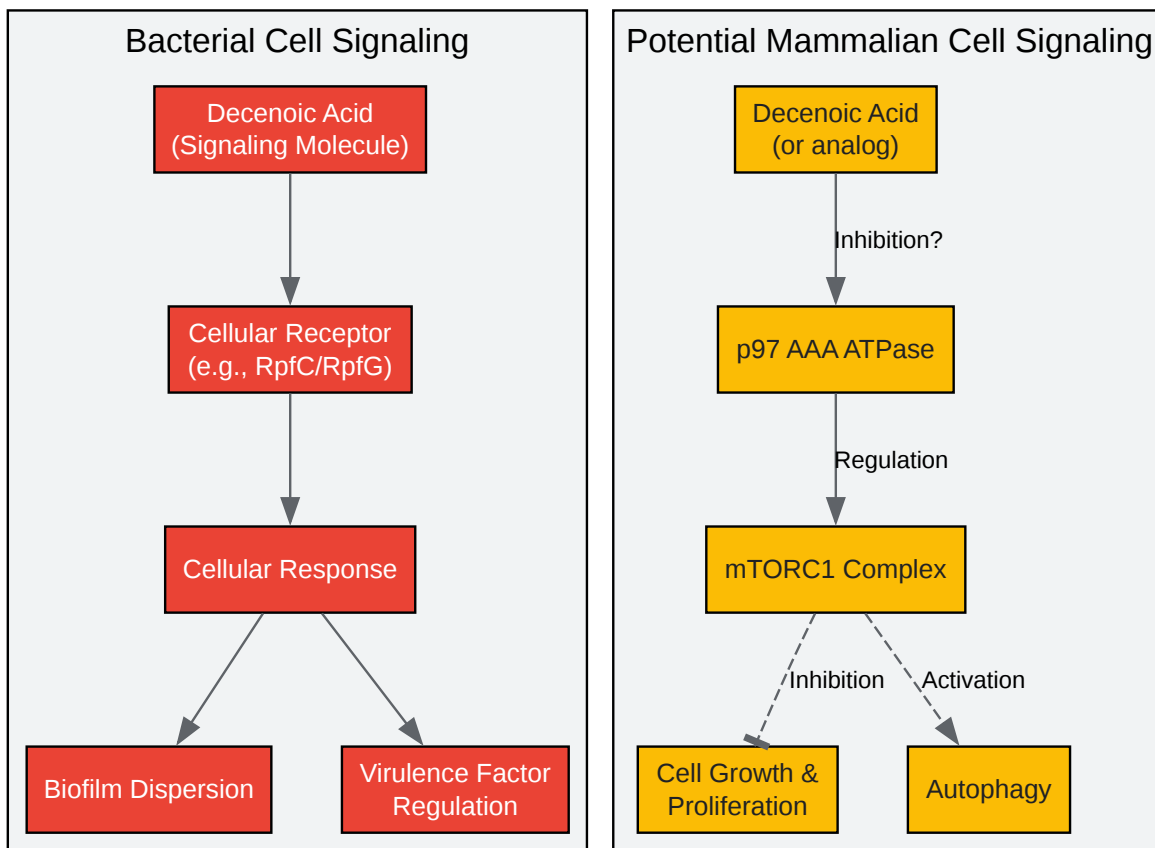 Bacterial Cell Signaling
Decenoic Acid
(Signaling Molecule)
Cellular Receptor
(e.g., RpfC/RpfG)
Cellular Response
Biofilm Dispersion
Virulence Factor
Regulation
Potential Mammalian Cell Signaling
Decenoic Acid
(or analog)
Inhibition?
p97 AAA ATPase
Regulation
mTORC1 Complex
Inhibition
Activation
Cell Growth &
Proliferation
Autophagy